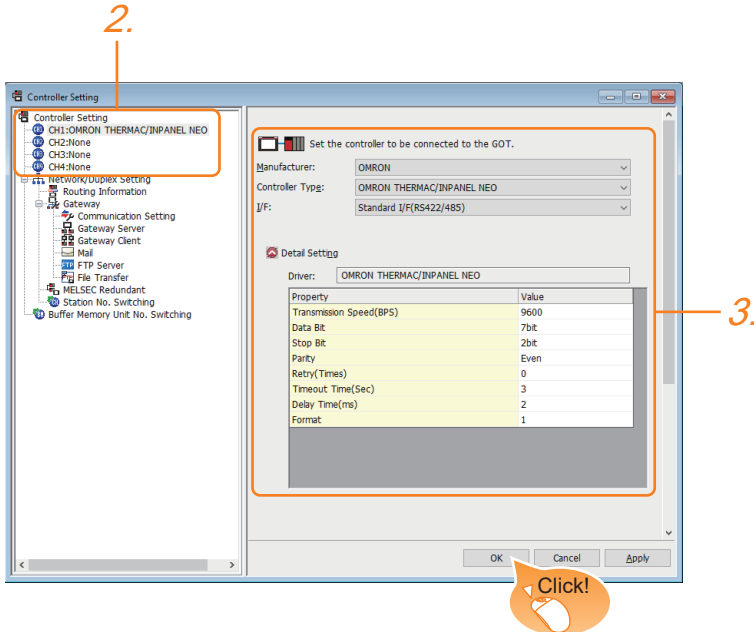 2.
Controller Setting
Controller Setting
CH1:OMRON THERMAC/INPANEL NEO
CH2:None
CH3:None
CH4:None
Network/Duplex Setting
Routing Information
Gateway
Communication Setting
Gateway Server
Gateway Client
Mail
FTP Server
File Transfer
MELSEC Redundant
Station No. Switching
Buffer Memory Unit No. Switching
Set the controller to be connected to the GOT.
Manufacturer: OMRON
Controller Type: OMRON THERMAC/INPANEL NEO
I/F: Standard I/F(RS422/485)
Detail Setting
Driver: OMRON THERMAC/INPANEL NEO
Property Value
Transmission Speed(BPS) 9600
Data Bit 7bit
Stop Bit 2bit
Parity Even
Retry(Times) 0
Timeout Time(Sec) 3
Delay Time(ms) 2
Format 1
3.
OK Cancel Apply
Click!